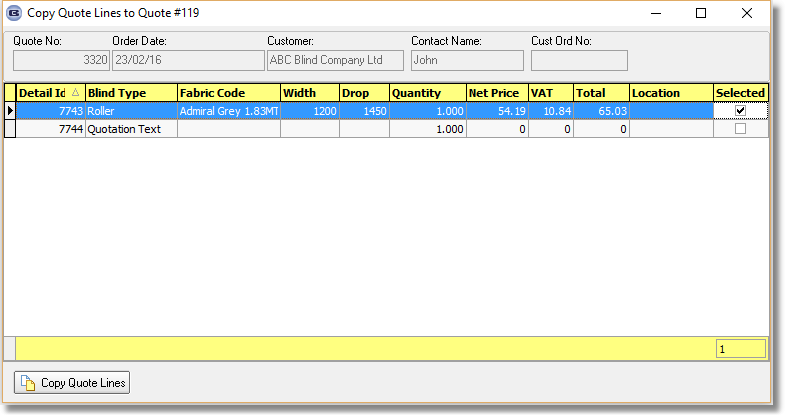 Copy Quote Lines to Quote #119
Quote No: Order Date: Customer: Contact Name: Cust Ord No:
3320 23/02/16 ABC Blind Company Ltd John
Detail Id Blind Type Fabric Code Width Drop Quantity Net Price VAT Total Location Selected
7743 Roller Admiral Grey 1.83MT 1200 1450 1.000 54.19 10.84 65.03
7744 Quotation Text 1.000 0 0 0
1
Copy Quote Lines